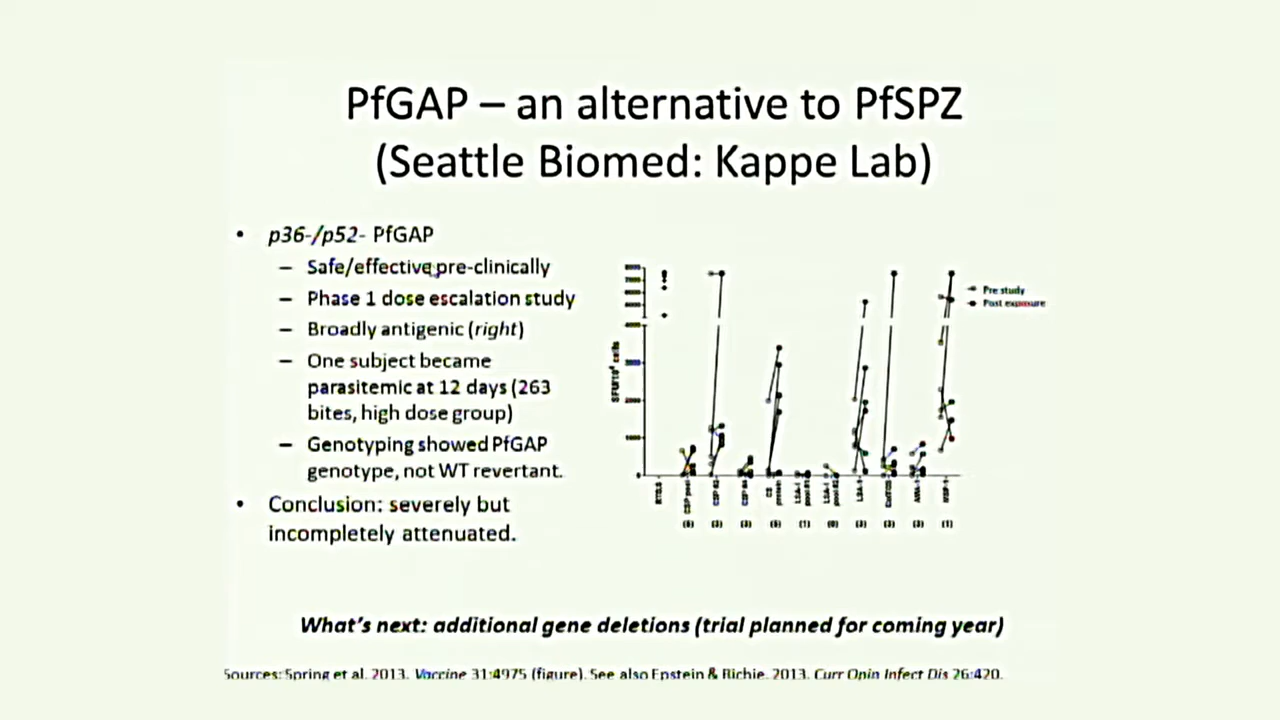 PfGAP – an alternative to PfSPZ
(Seattle Biomed: Kappe Lab)
• p36-/p52- PfGAP
– Safe/effective pre-clinically
– Phase 1 dose escalation study
– Broadly antigenic (right)
– One subject became
parasitemic at 12 days (263
bites, high dose group)
– Genotyping showed PfGAP
genotype, not WT revertant.
• Conclusion: severely but
incompletely attenuated.
Pre study
Post exposure
What's next: additional gene deletions (trial planned for coming year)
Sources: Spring et al. 2013. Vaccine 31:4975 (figure). See also Epstein & Richie. 2013. Curr Opin Infect Dis 26:420.